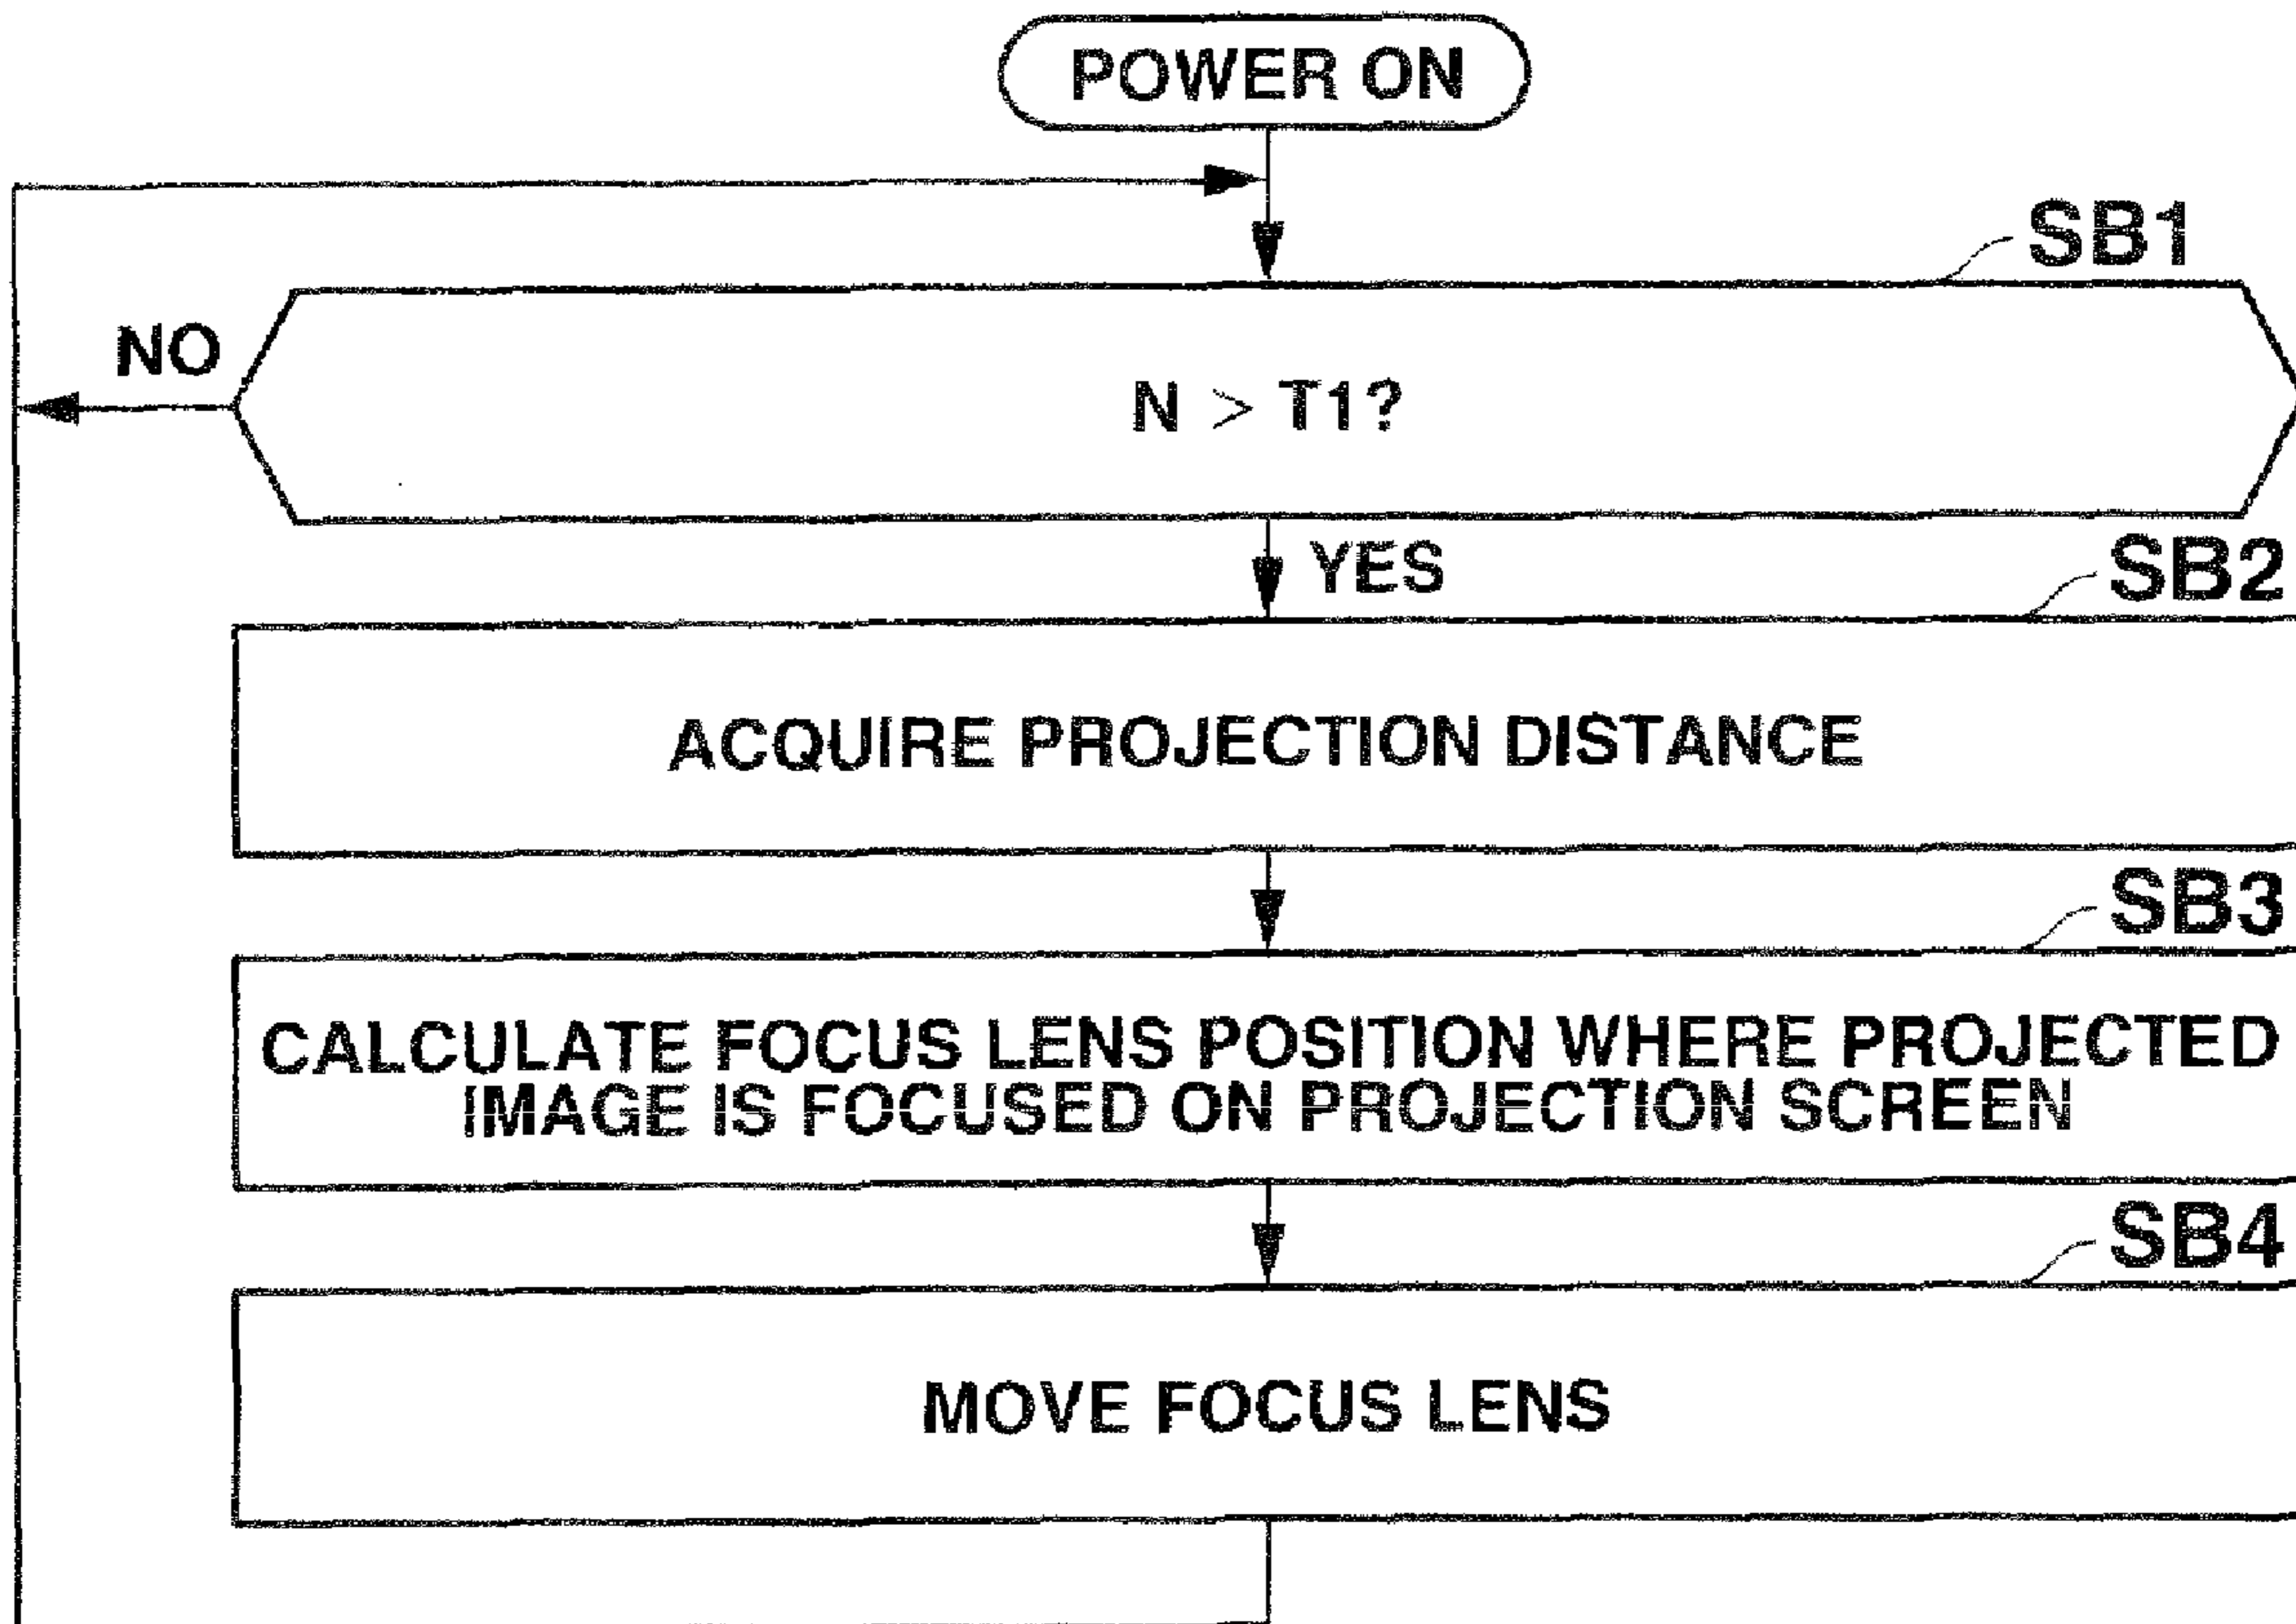 POWER ON
SB1
NO
N > T1?
YES
SB2
ACQUIRE PROJECTION DISTANCE
SB3
CALCULATE FOCUS LENS POSITION WHERE PROJECTED
IMAGE IS FOCUSED ON PROJECTION SCREEN
SB4
MOVE FOCUS LENS